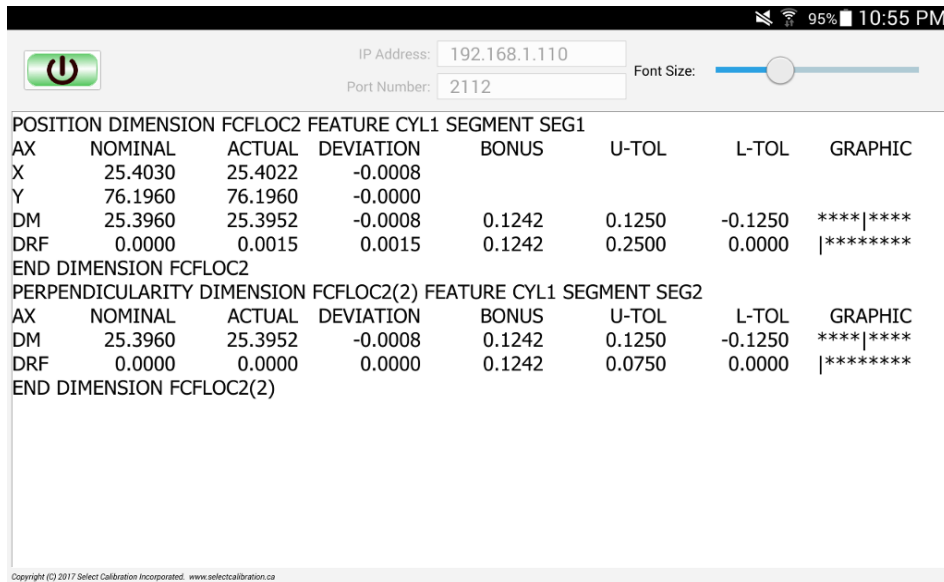 95% 10:55 PM
IP Address: 192.168.1.110
Port Number: 2112
Font Size:
POSITION DIMENSION FCFLOC2 FEATURE CYL1 SEGMENT SEG1
AX NOMINAL ACTUAL DEVIATION BONUS U-TOL L-TOL GRAPHIC
X 25.4030 25.4022 -0.0008
Y 76.1960 76.1960 -0.0000
DM 25.3960 25.3952 -0.0008 0.1242 0.1250 -0.1250 ****|****
DRF 0.0000 0.0015 0.0015 0.1242 0.2500 0.0000 |********
END DIMENSION FCFLOC2
PERPENDICULARITY DIMENSION FCFLOC2(2) FEATURE CYL1 SEGMENT SEG2
AX NOMINAL ACTUAL DEVIATION BONUS U-TOL L-TOL GRAPHIC
DM 25.3960 25.3952 -0.0008 0.1242 0.1250 -0.1250 ****|****
DRF 0.0000 0.0000 0.0000 0.1242 0.0750 0.0000 |********
END DIMENSION FCFLOC2(2)
Copyright (C) 2017 Select Calibration Incorporated. www.selectcalibration.ca